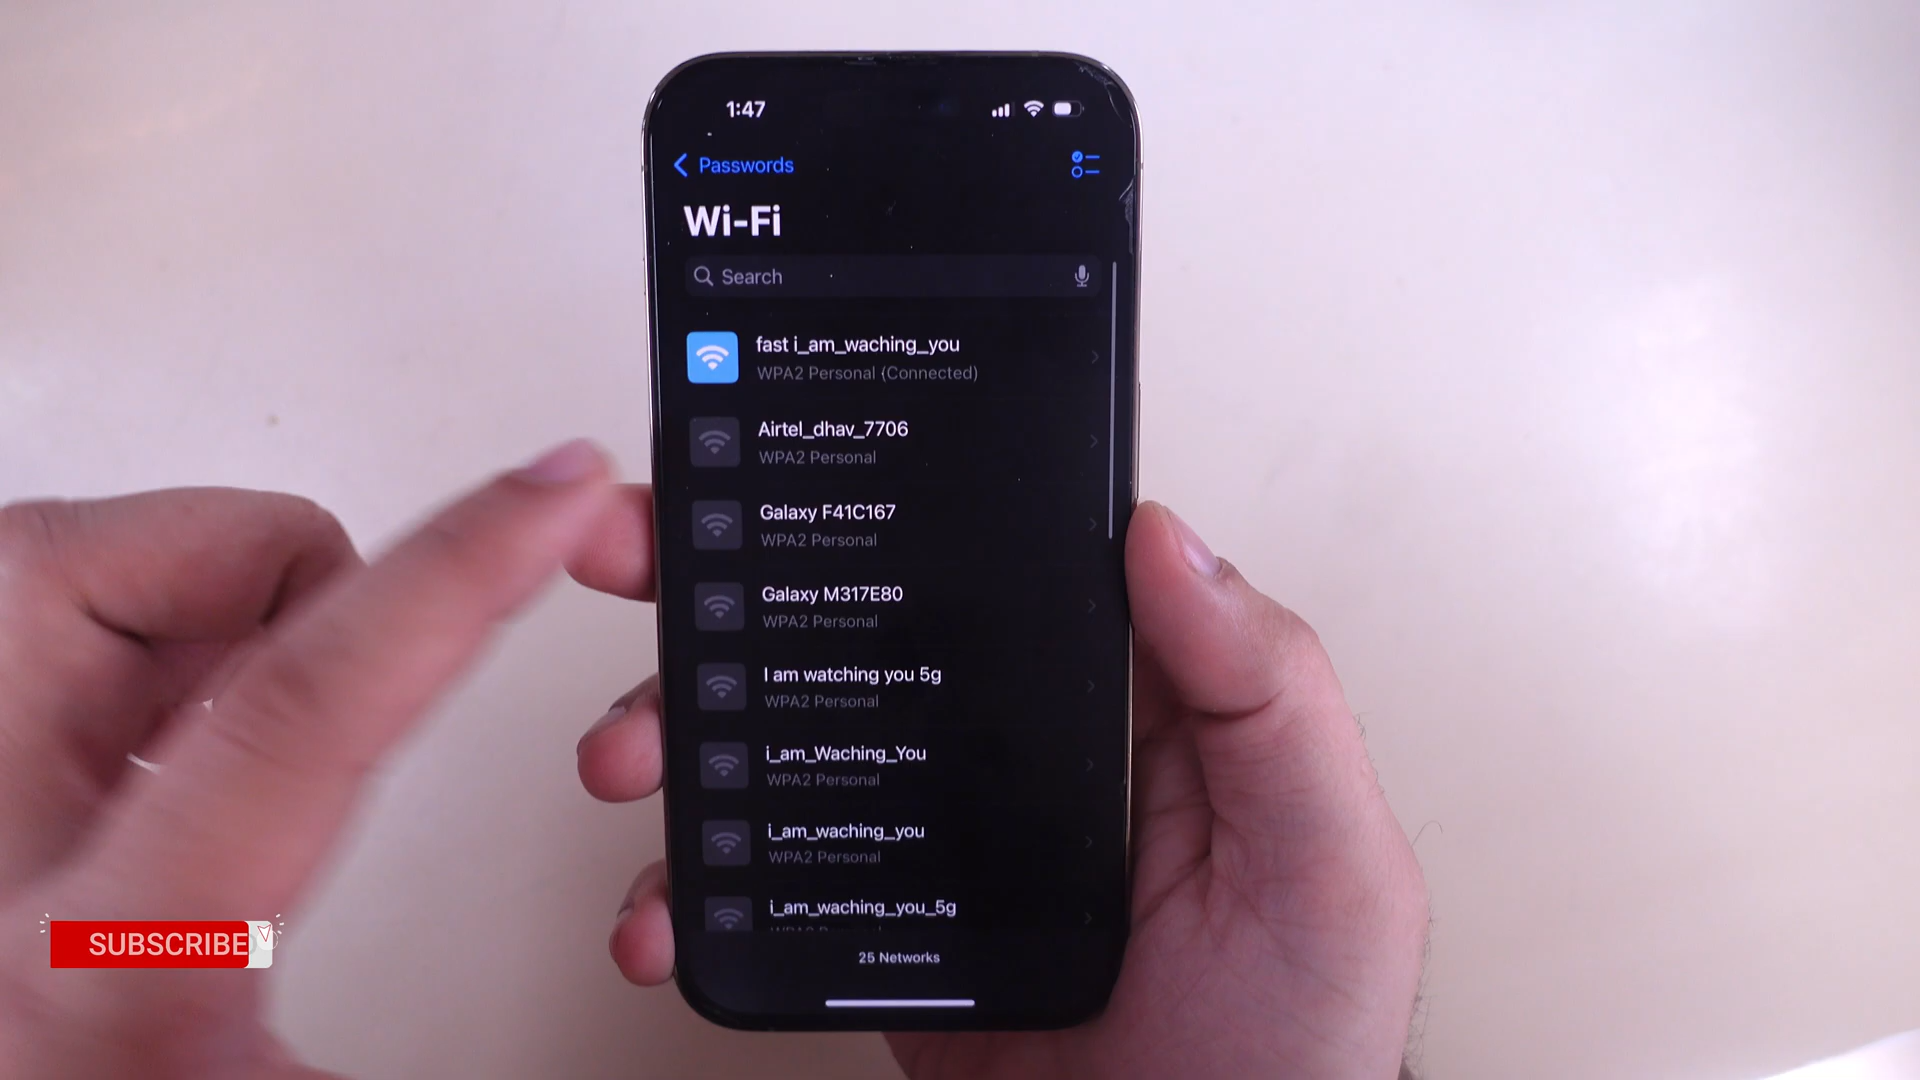 1:47
Passwords
Wi-Fi
Search
fast i_am_waching_you
WPA2 Personal (Connected)
Airtel_dhav_7706
WPA2 Personal
Galaxy F41C167
WPA2 Personal
Galaxy M317E80
WPA2 Personal
I am watching you 5g
WPA2 Personal
i_am_Waching_You
WPA2 Personal
i_am_waching_you
WPA2 Personal
i_am_waching_you_5g
25 Networks
SUBSCRIBE